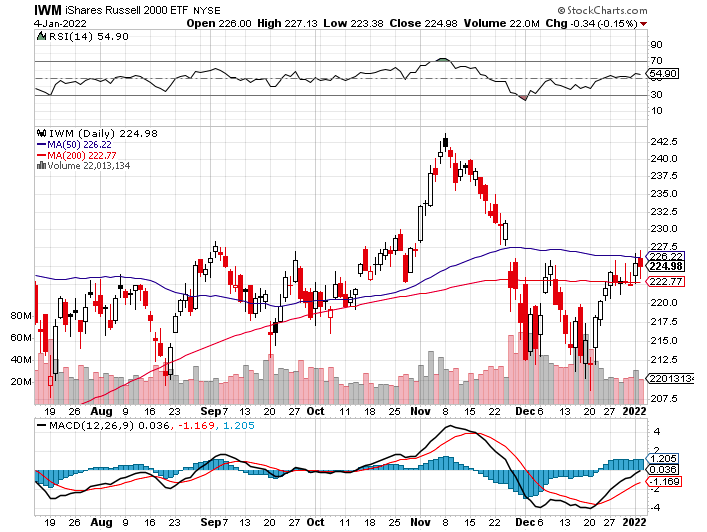 IWM iShares Russell 2000 ETF NYSE © StockCharts.com
4-Jan-2022 Open 226.00 High 227.13 Low 223.38 Close 224.98 Volume 22.0M Chg -0.34 (-0.15%)
RSI(14) 54.90
90
70
54.90
30
10
IWM (Daily) 224.98
MA(50) 226.22
MA(200) 222.77
Volume 22,013,134
242.5
240.0
237.5
235.0
232.5
230.0
227.5
226.22
224.98
222.77
220.0
217.5
215.0
212.5
22013134
207.5
80M
60M
40M
20M
19 26 Aug 9 16 23 Sep 7 13 20 27 Oct 11 18 25 Nov 8 15 22 Dec 6 13 20 27 2022
MACD(12,26,9) 0.036, -1.169, 1.205
4
2
1.205
0.036
-1.169
-2
-4
19 26 Aug 9 16 23 Sep 7 13 20 27 Oct 11 18 25 Nov 8 15 22 Dec 6 13 20 27 2022